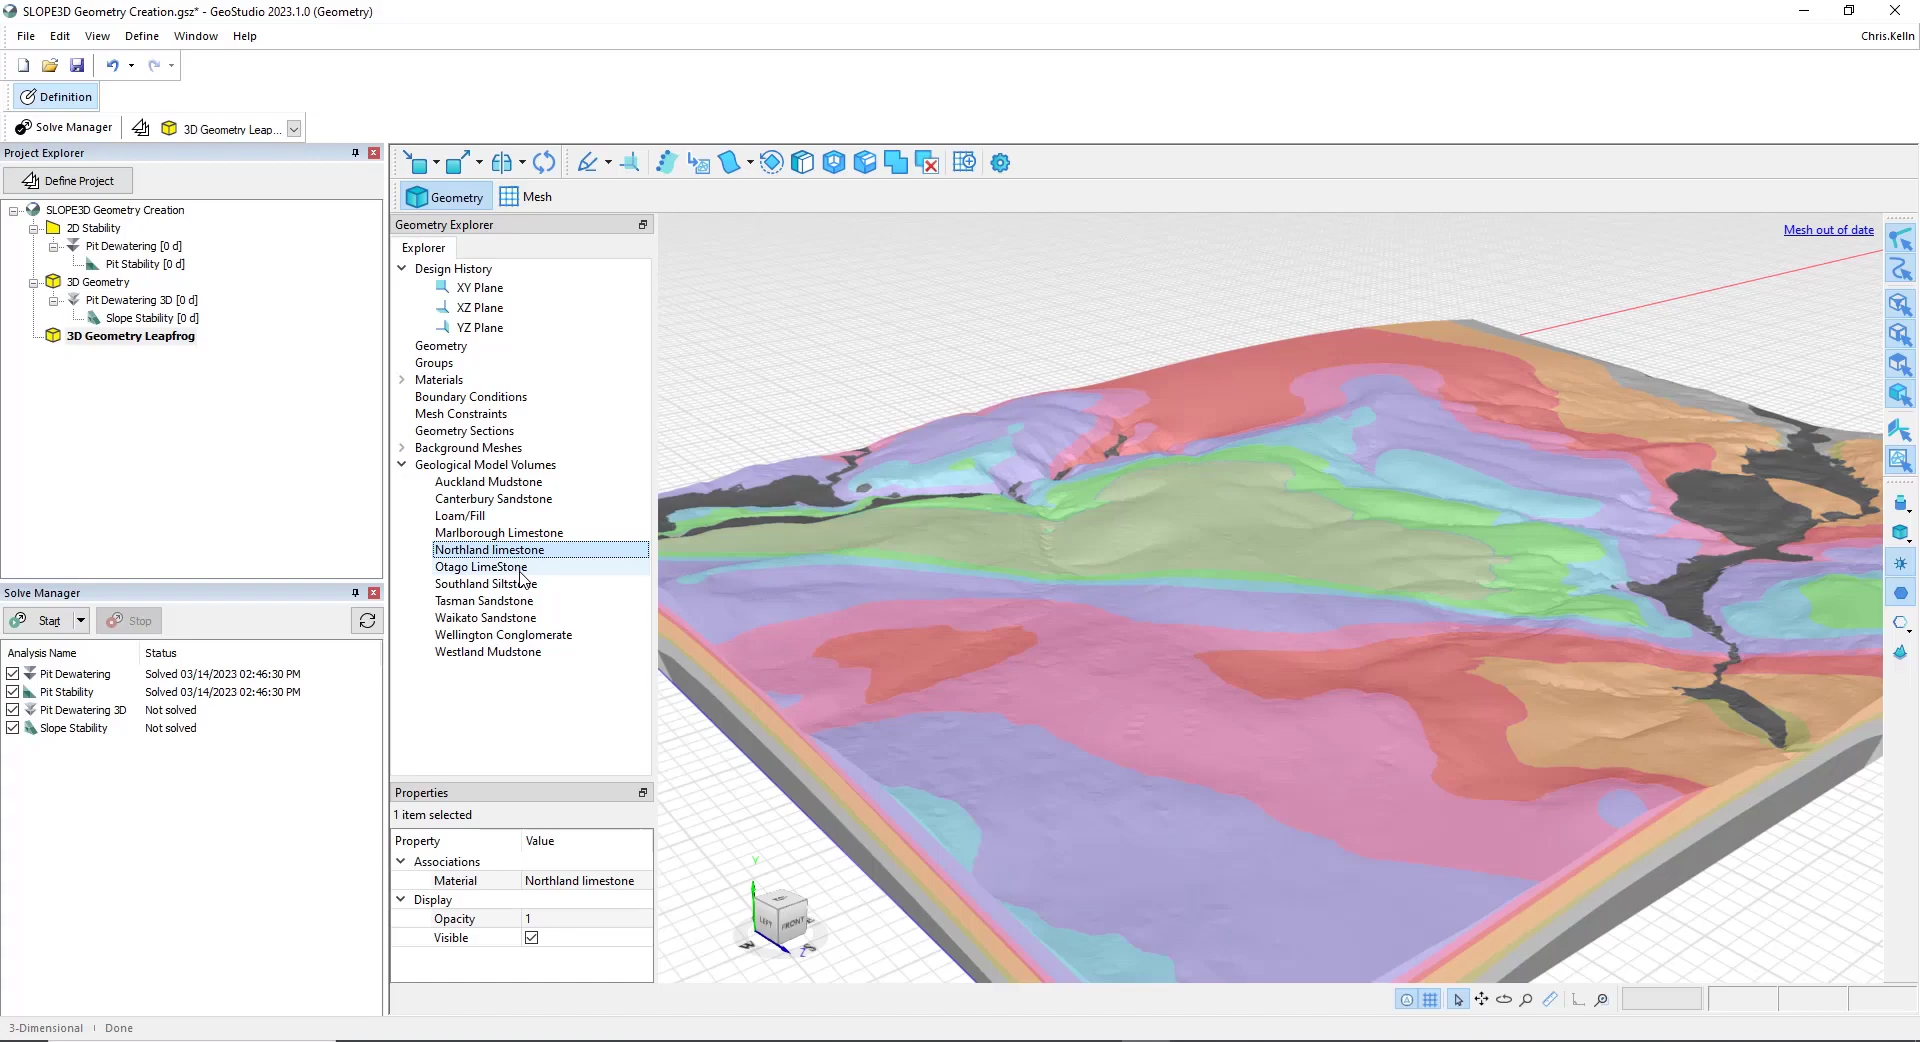 SLOPE3D Geometry Creation.gsz* - GeoStudio 2023.1.0 (Geometry)
File Edit View Define Window Help
Chris.Kelln
Definition
Solve Manager
3D Geometry Leap...
Project Explorer
Define Project
SLOPE3D Geometry Creation
2D Stability
Pit Dewatering [0 d]
Pit Stability [0 d]
3D Geometry
Pit Dewatering 3D [0 d]
Slope Stability [0 d]
3D Geometry Leapfrog
Solve Manager
Start
Stop
Analysis Name Status
Pit Dewatering Solved 03/14/2023 02:46:30 PM
Pit Stability Solved 03/14/2023 02:46:30 PM
Pit Dewatering 3D Not solved
Slope Stability Not solved
Geometry
Mesh
Geometry Explorer
Explorer
Design History
XY Plane
XZ Plane
YZ Plane
Geometry
Groups
Materials
Boundary Conditions
Mesh Constraints
Geometry Sections
Background Meshes
Geological Model Volumes
Auckland Mudstone
Canterbury Sandstone
Loam/Fill
Marlborough Limestone
Northland limestone
Otago LimeStone
Southland Siltstone
Tasman Sandstone
Waikato Sandstone
Wellington Conglomerate
Westland Mudstone
Properties
1 item selected
Property Value
Associations
Material Northland limestone
Display
Opacity 1
Visible
Mesh out of date
Y
LEFT
FRONT
W
S
Z
3-Dimensional
Done